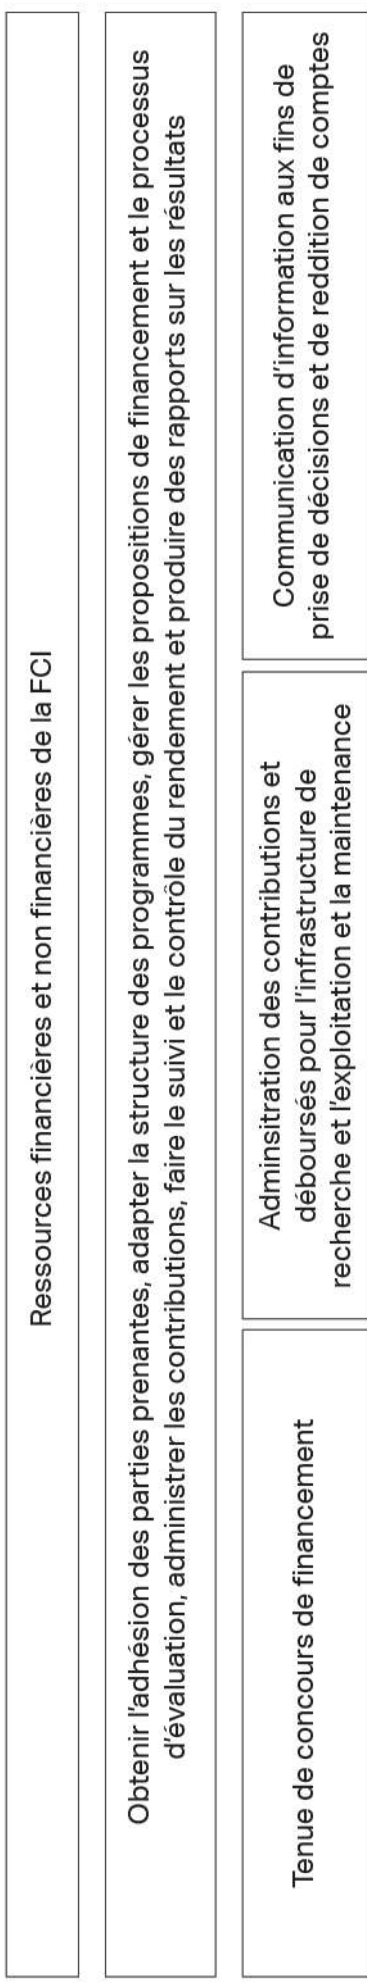 Ressources financières et non financières de la FCI
Obtenir l'adhésion des parties prenantes, adapter la structure des programmes, gérer les propositions de financement et le processus
d'évaluation, administrer les contributions, faire le suivi et le contrôle du rendement et produire des rapports sur les résultats
Tenue de concours de financement
Adminsitration des contributions et
déboursés pour l'infrastructure de
recherche et l'exploitation et la maintenance
Communication d'information aux fins de
prise de décisions et de reddition de comptes